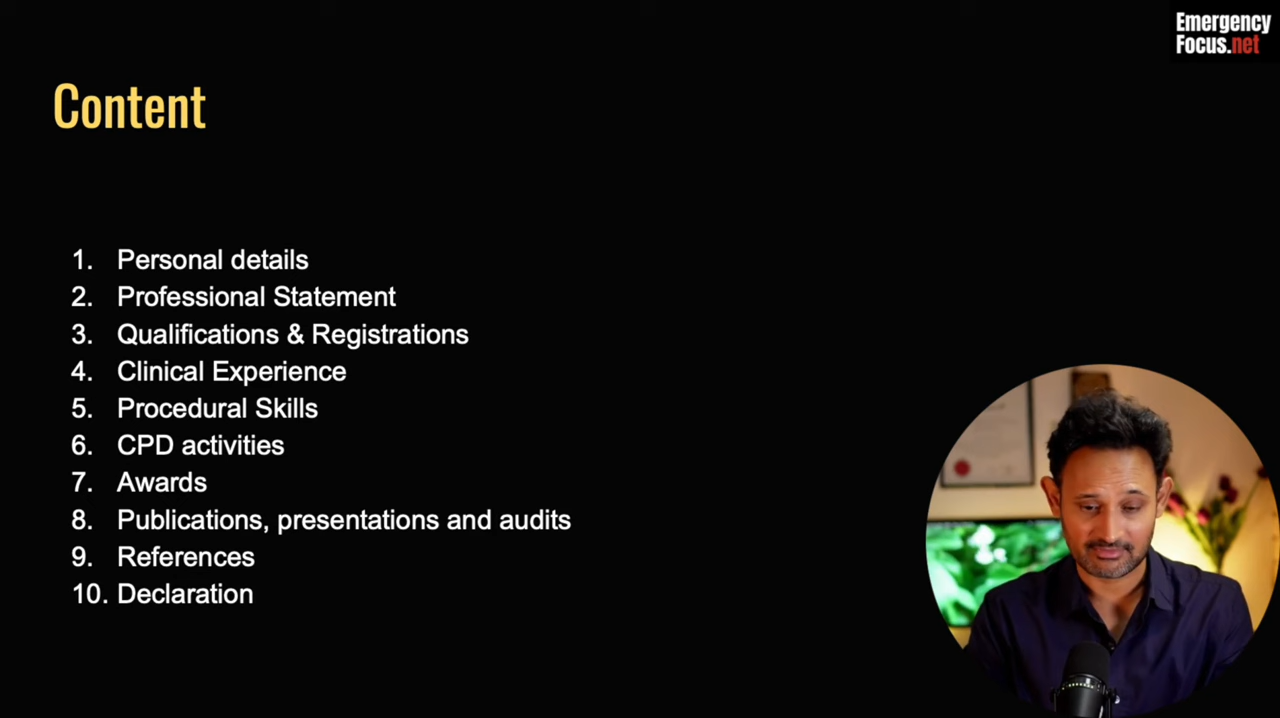 Emergency
Focus.net
Content
1. Personal details
2. Professional Statement
3. Qualifications & Registrations
4. Clinical Experience
5. Procedural Skills
6. CPD activities
7. Awards
8. Publications, presentations and audits
9. References
10. Declaration